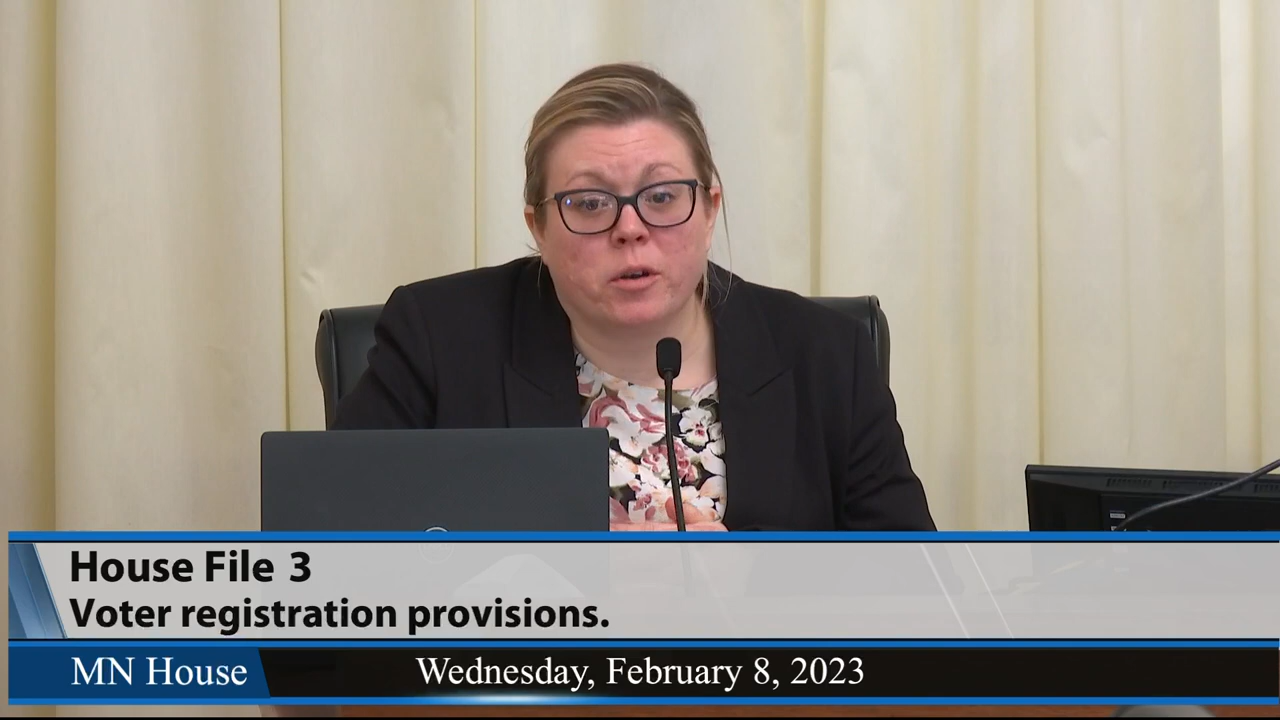 House File 3
Voter registration provisions.
MN House
Wednesday, February 8, 2023